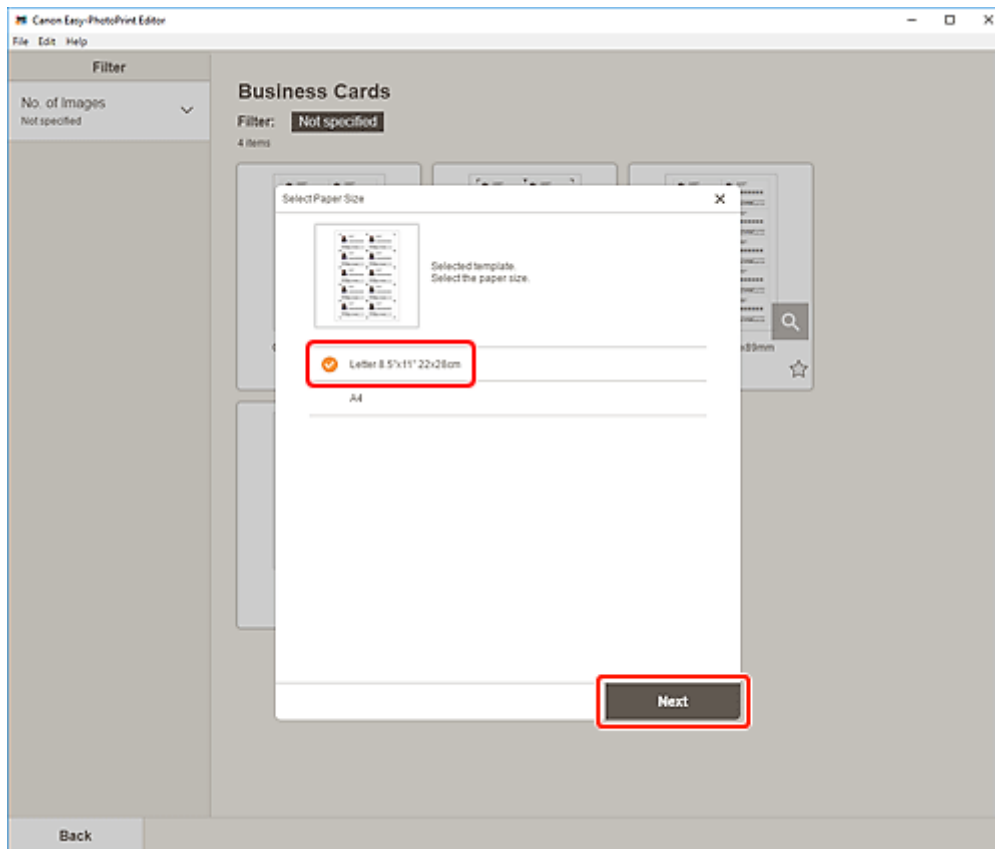 Canon Easy-PhotoPrint Editor
File Edit Help
Filter
No. of Images
Not specified
Business Cards
Filter: Not specified
4 items
Select Paper Size
Selected template.
Select the paper size.
Letter 8.5"x11" 22x28cm
A4
x89mm
Next
Back